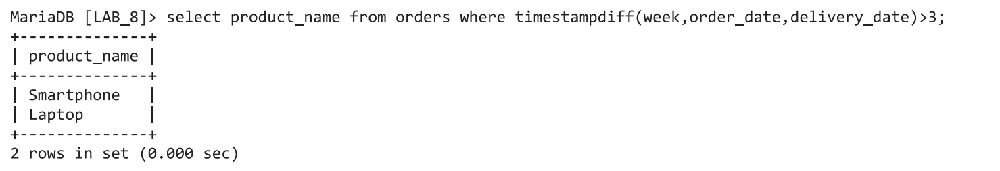 MariaDB [LAB_8]> select product_name from orders where timestampdiff(week,order_date,delivery_date)>3;
+--------------+
| product_name |
+--------------+
| Smartphone   |
| Laptop       |
+--------------+
2 rows in set (0.000 sec)